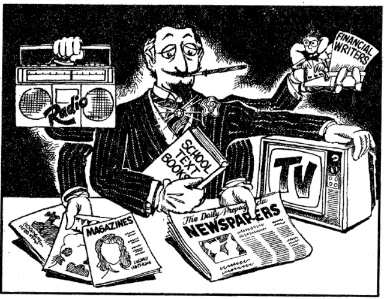 Radio
FINANCIAL
WRITERS
SCHOOL
TEXT
BOOKS
TV
MAGAZINES
The Daily
NEWSPAPERS